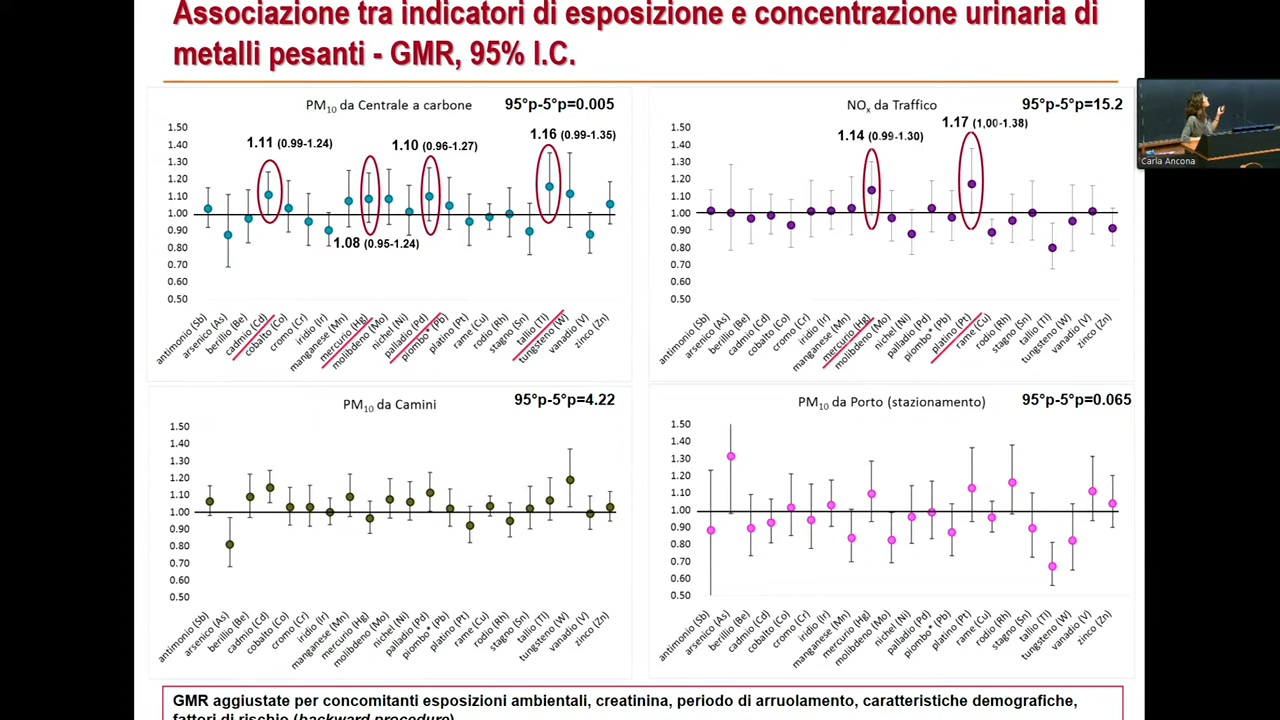 Associazione tra indicatori di esposizione e concentrazione urinaria di
metalli pesanti - GMR, 95% I.C.
PM10 da Centrale a carbone
95°p-5°p=0.005
1.11 (0.99-1.24)
1.10 (0.96-1.27)
1.16 (0.99-1.35)
1.08 (0.95-1.24)
1.50
1.40
1.30
1.20
1.10
1.00
0.90
0.80
0.70
0.60
0.50
antimonio (Sb)
arsenico (As)
berillio (Be)
cadmio (Cd)
cobalto (Co)
cromo (Cr)
iridio (Ir)
manganese (Mn)
mercurio (Hg)
molibdeno (Mo)
nichel (Ni)
palladio (Pd)
piombo* (Pb)
platino (Pt)
rame (Cu)
rodio (Rh)
stagno (Sn)
tallio (Tl)
tungsteno (W)
vanadio (V)
zinco (Zn)
NOx da Traffico
95°p-5°p=15.2
1.14 (0.99-1.30)
1.17 (1,00-1.38)
1.50
1.40
1.30
1.20
1.10
1.00
0.90
0.80
0.70
0.60
0.50
antimonio (Sb)
arsenico (As)
berillio (Be)
cadmio (Cd)
cobalto (Co)
cromo (Cr)
iridio (Ir)
manganese (Mn)
mercurio (Hg)
molibdeno (Mo)
nichel (Ni)
palladio (Pd)
piombo* (Pb)
platino (Pt)
rame (Cu)
rodio (Rh)
stagno (Sn)
tallio (Tl)
tungsteno (W)
vanadio (V)
zinco (Zn)
Carla Ancona
PM10 da Camini
95°p-5°p=4.22
1.50
1.40
1.30
1.20
1.10
1.00
0.90
0.80
0.70
0.60
0.50
antimonio (Sb)
arsenico (As)
berillio (Be)
cadmio (Cd)
cobalto (Co)
cromo (Cr)
iridio (Ir)
manganese (Mn)
mercurio (Hg)
molibdeno (Mo)
nichel (Ni)
palladio (Pd)
piombo* (Pb)
platino (Pt)
rame (Cu)
rodio (Rh)
stagno (Sn)
tallio (Tl)
tungsteno (W)
vanadio (V)
zinco (Zn)
PM10 da Porto (stazionamento)
95°p-5°p=0.065
1.50
1.40
1.30
1.20
1.10
1.00
0.90
0.80
0.70
0.60
0.50
antimonio (Sb)
arsenico (As)
berillio (Be)
cadmio (Cd)
cobalto (Co)
cromo (Cr)
iridio (Ir)
manganese (Mn)
mercurio (Hg)
molibdeno (Mo)
nichel (Ni)
palladio (Pd)
piombo* (Pb)
platino (Pt)
rame (Cu)
rodio (Rh)
stagno (Sn)
tallio (Tl)
tungsteno (W)
vanadio (V)
zinco (Zn)
GMR aggiustate per concomitanti esposizioni ambientali, creatinina, periodo di arruolamento, caratteristiche demografiche,
fattori di rischio (backward procedure)